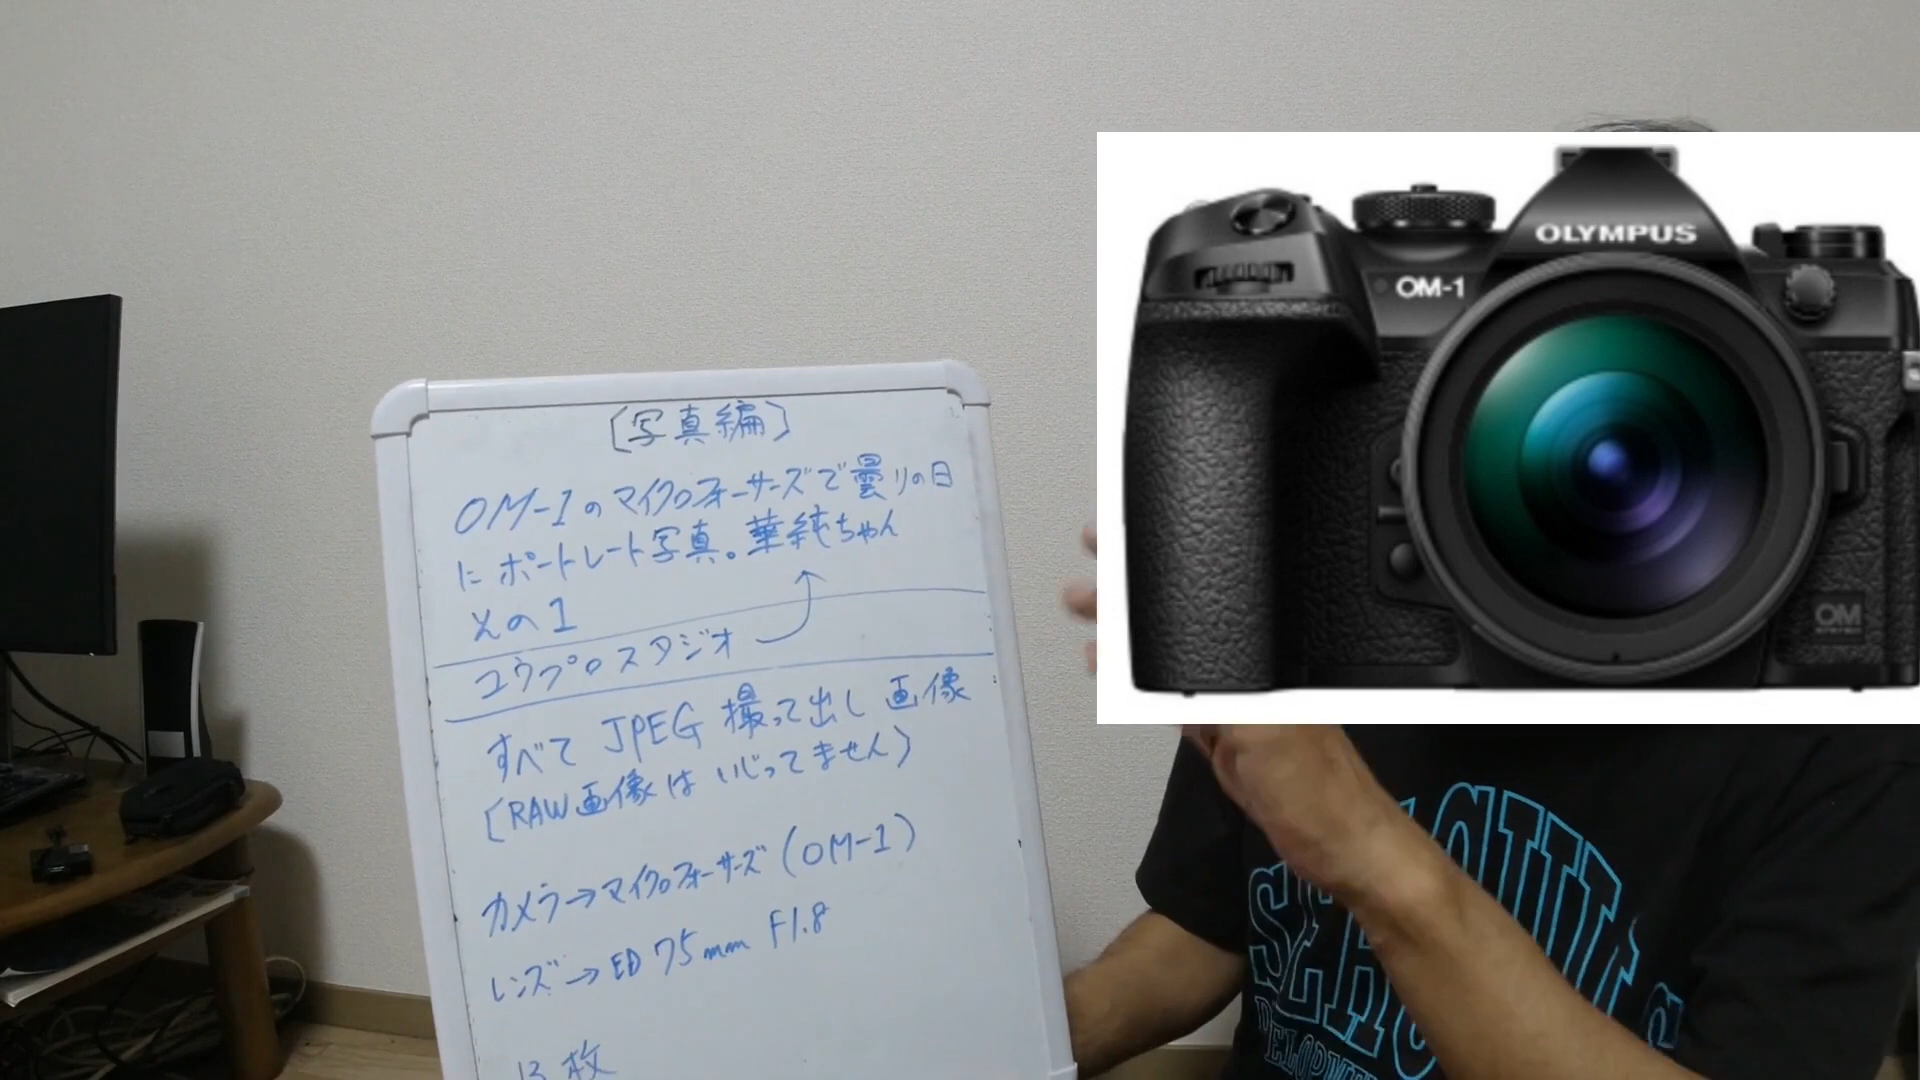 〔写真編〕
OM-1のマイクロフォーサーズで曇りの日
にポートレート写真。華純ちゃん
その1
ユウプロスタジオ
すべて JPEG 撮って出し画像
〔RAW画像はいじってません〕
カメラ→マイクロフォーサーズ(OM-1)
レンズ→ED 75mm F1.8
13枚
OLYMPUS
OM-1
OM